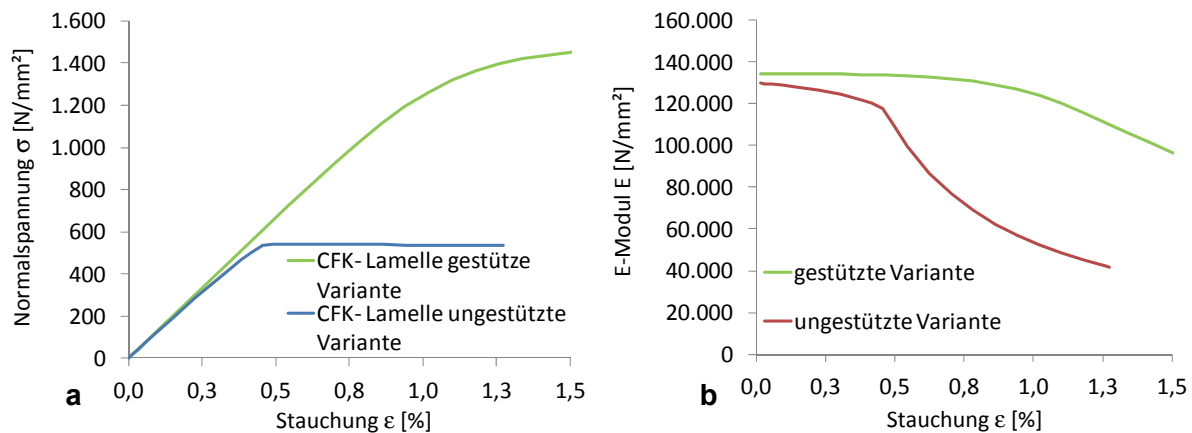 Normalspannung σ [N/mm²]
1.600
1.400
1.200
1.000
800
600
400
200
0
CFK- Lamelle gestütze
Variante
CFK- Lamelle ungestützte
Variante
0,0
0,3
0,5
0,8
1,0
1,3
1,5
Stauchung ε [%]
a
E-Modul E [N/mm²]
160.000
140.000
120.000
100.000
80.000
60.000
40.000
20.000
0
gestützte Variante
ungestützte Variante
0,0
0,3
0,5
0,8
1,0
1,3
1,5
Stauchung ε [%]
b